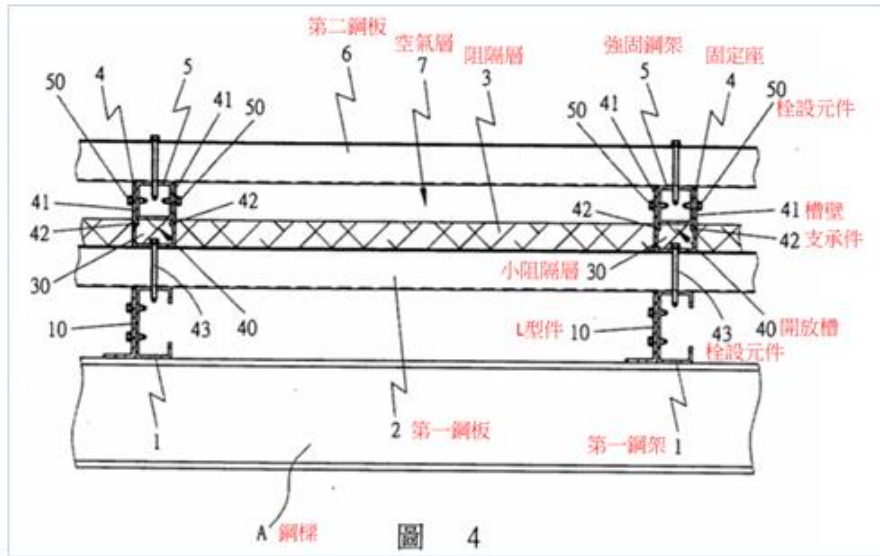 第二鋼板 空氣層 阻隔層 強固鋼架 固定座
50 4 5 41 50 6 7 3 50 41 5 4 50 栓設元件
41 42 42 42 41 槽壁
42 支承件
30 43 40 小阻隔層 30 43 40 開放槽
10 L型件 10 栓設元件
1 2 第一鋼板 第一鋼架 1
A 鋼樑
圖 4